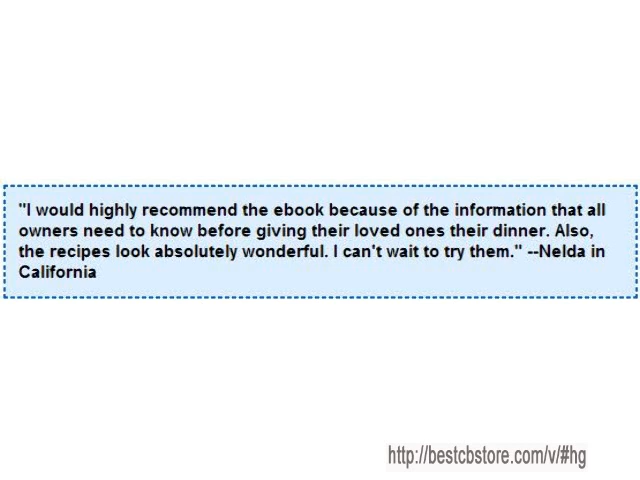 "I would highly recommend the ebook because of the information that all
owners need to know before giving their loved ones their dinner. Also,
the recipes look absolutely wonderful. I can't wait to try them." --Nelda in
California
http://bestcbstore.com/v/#hg